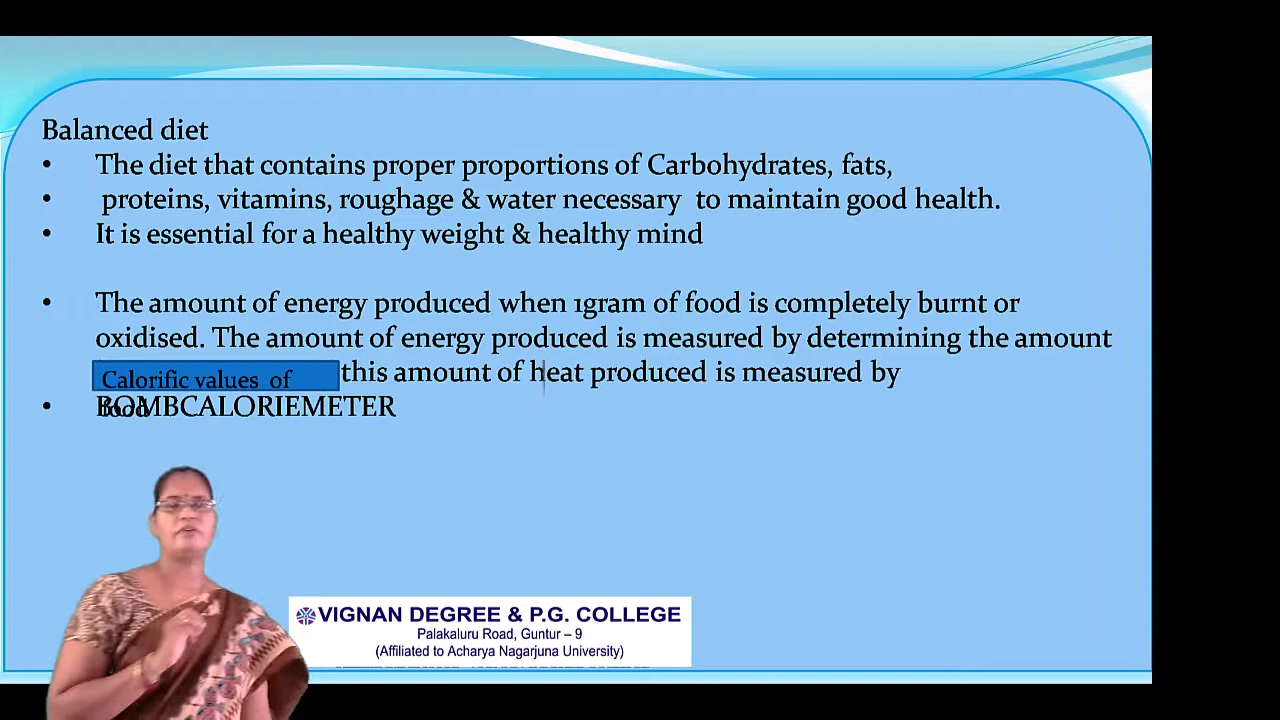 Balanced diet
• The diet that contains proper proportions of Carbohydrates, fats,
• proteins, vitamins, roughage & water necessary to maintain good health.
• It is essential for a healthy weight & healthy mind
• The amount of energy produced when 1gram of food is completely burnt or
oxidised. The amount of energy produced is measured by determining the amount
Calorific values of
food
this amount of heat produced is measured by
• BOMBCALORIEMETER
VIGNAN DEGREE & P.G. COLLEGE
Palakaluru Road, Guntur – 9
(Affiliated to Acharya Nagarjuna University)